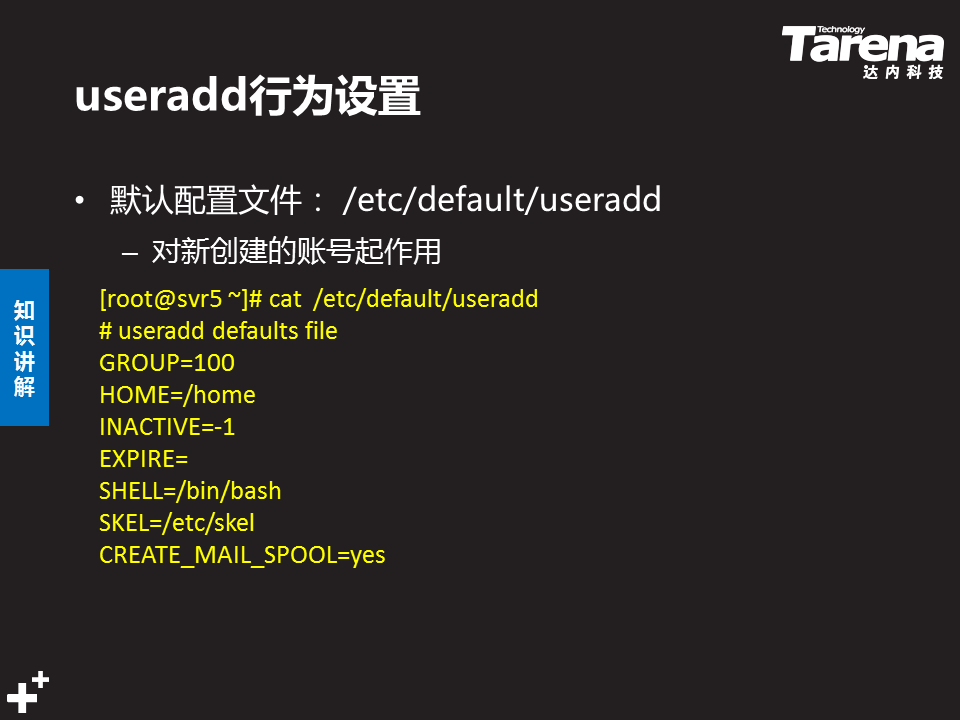 Technology
Tarena
达内科技
useradd行为设置
• 默认配置文件： /etc/default/useradd
– 对新创建的账号起作用
知识讲解
[root@svr5 ~]# cat  /etc/default/useradd
# useradd defaults file
GROUP=100
HOME=/home
INACTIVE=-1
EXPIRE=
SHELL=/bin/bash
SKEL=/etc/skel
CREATE_MAIL_SPOOL=yes